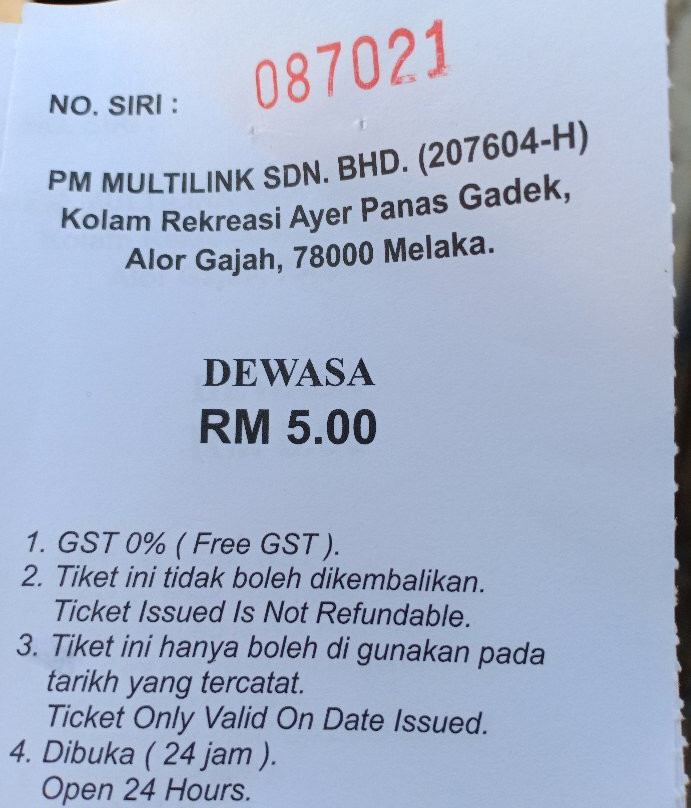 087021
NO. SIRI :
PM MULTILINK SDN. BHD. (207604-H)
Kolam Rekreasi Ayer Panas Gadek,
Alor Gajah, 78000 Melaka.
DEWASA
RM 5.00
1. GST 0% ( Free GST ).
2. Tiket ini tidak boleh dikembalikan.
Ticket Issued Is Not Refundable.
3. Tiket ini hanya boleh di gunakan pada
tarikh yang tercatat.
Ticket Only Valid On Date Issued.
4. Dibuka ( 24 jam ).
Open 24 Hours.